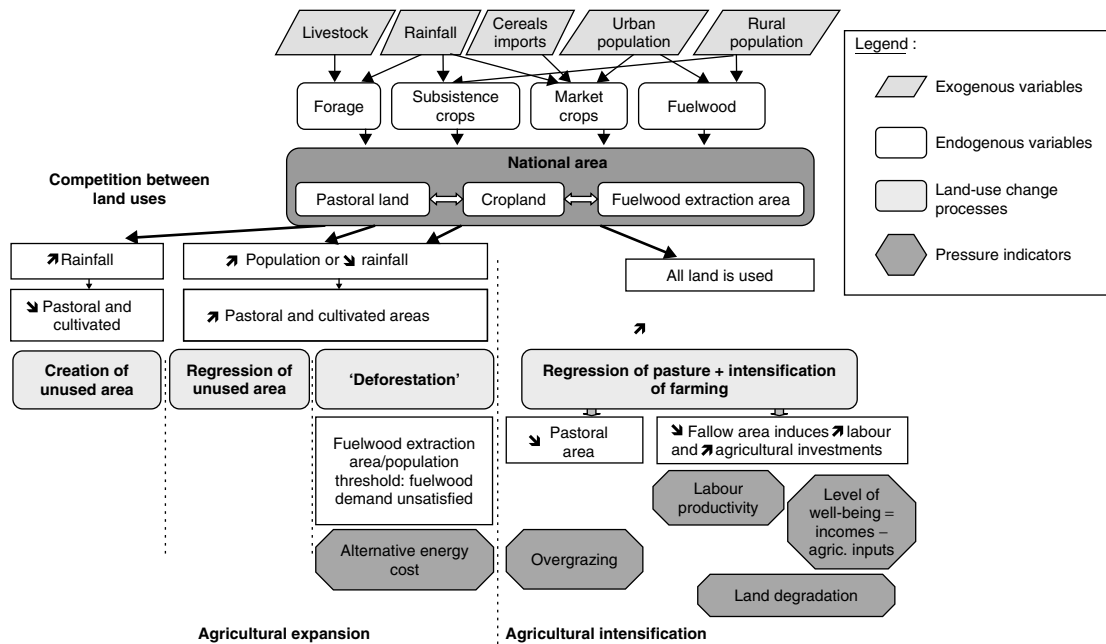 Livestock
Rainfall
Cereals
imports
Urban
population
Rural
population
Legend :
Exogenous variables
Endogenous variables
Land-use change
processes
Pressure indicators
Forage
Subsistence
crops
Market
crops
Fuelwood
National area
Competition between
land uses
Pastoral land
Cropland
Fuelwood extraction area
↗ Rainfall
↗ Population or ↘ rainfall
All land is used
↘ Pastoral and
cultivated
↗ Pastoral and cultivated areas
↗
Creation of
unused area
Regression of
unused area
‘Deforestation’
Regression of pasture + intensification
of farming
Fuelwood extraction
area/population
threshold: fuelwood
demand unsatisfied
↘ Pastoral
area
↘ Fallow area induces ↗ labour
and ↗ agricultural investments
Labour
productivity
Level of
well-being =
incomes –
agric. inputs
Alternative energy
cost
Overgrazing
Land degradation
Agricultural expansion
Agricultural intensification